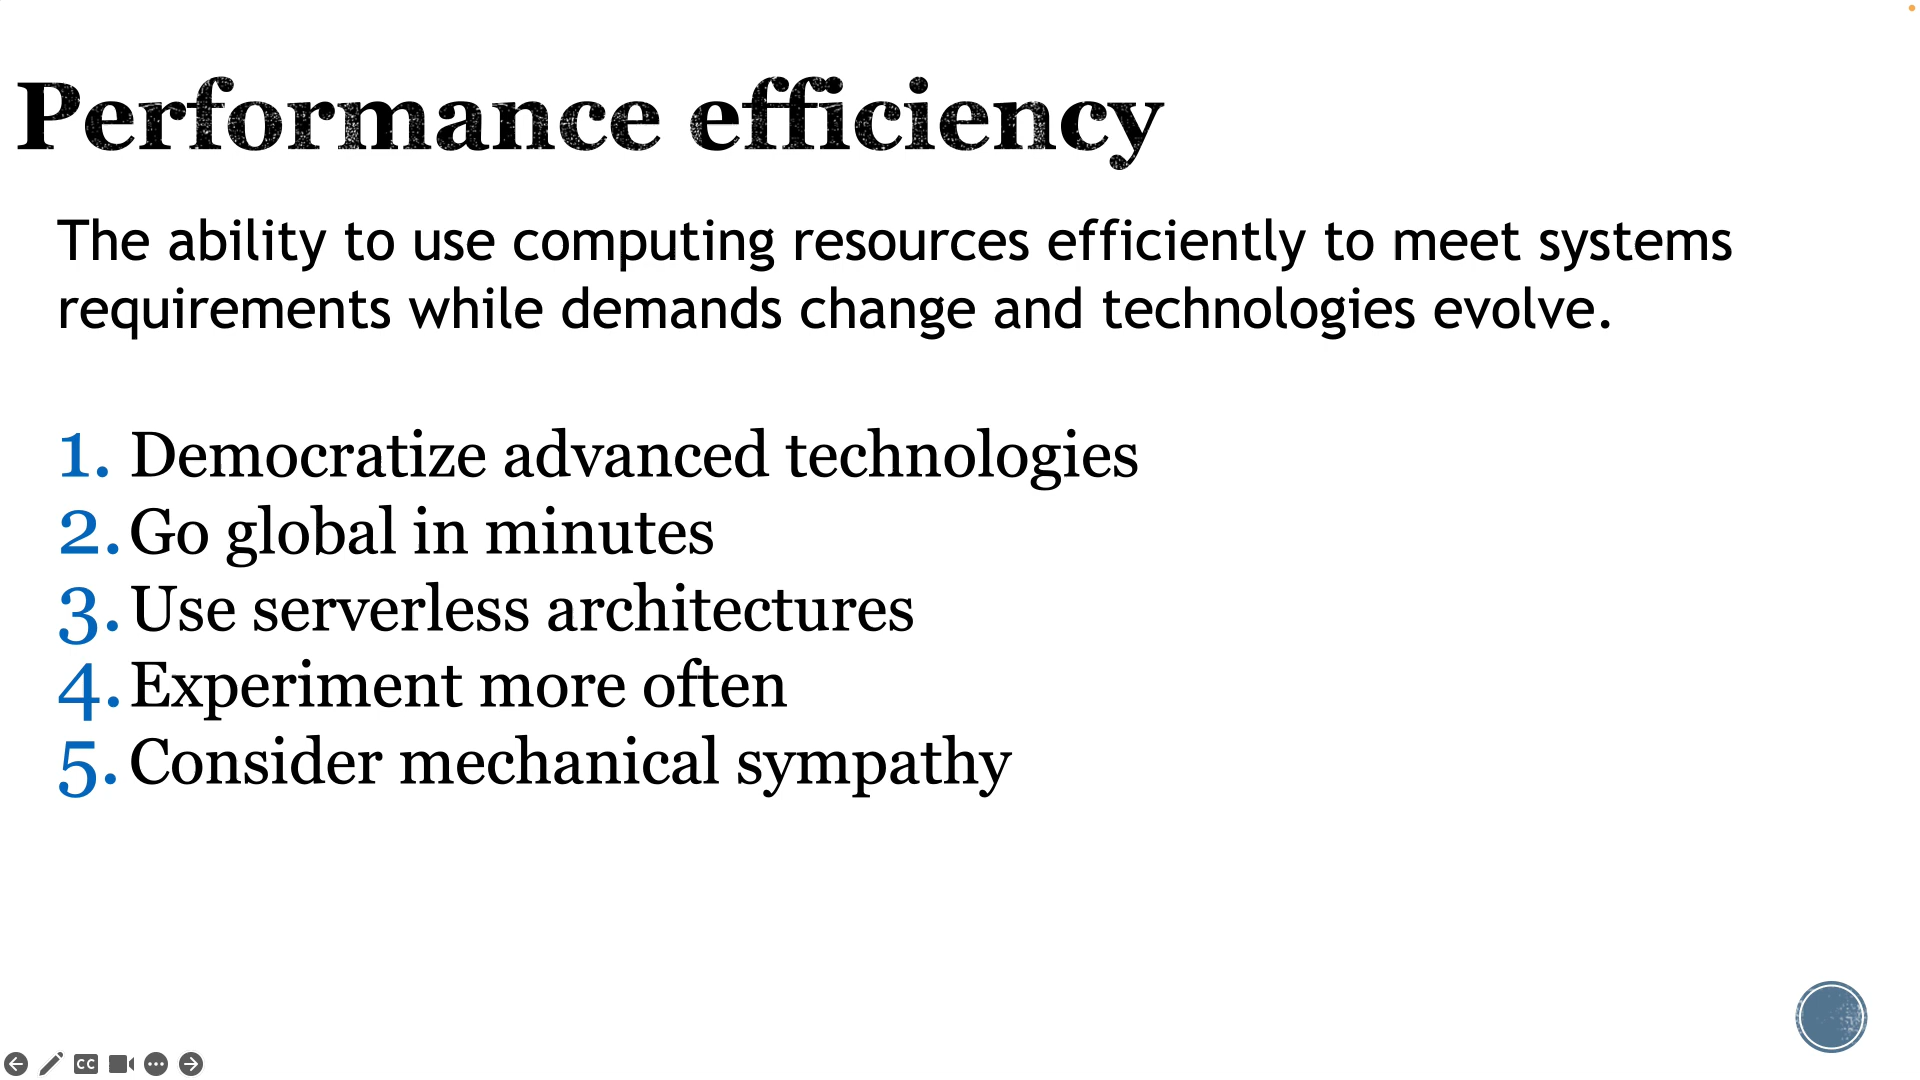 Performance efficiency
The ability to use computing resources efficiently to meet systems
requirements while demands change and technologies evolve.
1. Democratize advanced technologies
2. Go global in minutes
3. Use serverless architectures
4. Experiment more often
5. Consider mechanical sympathy
CC